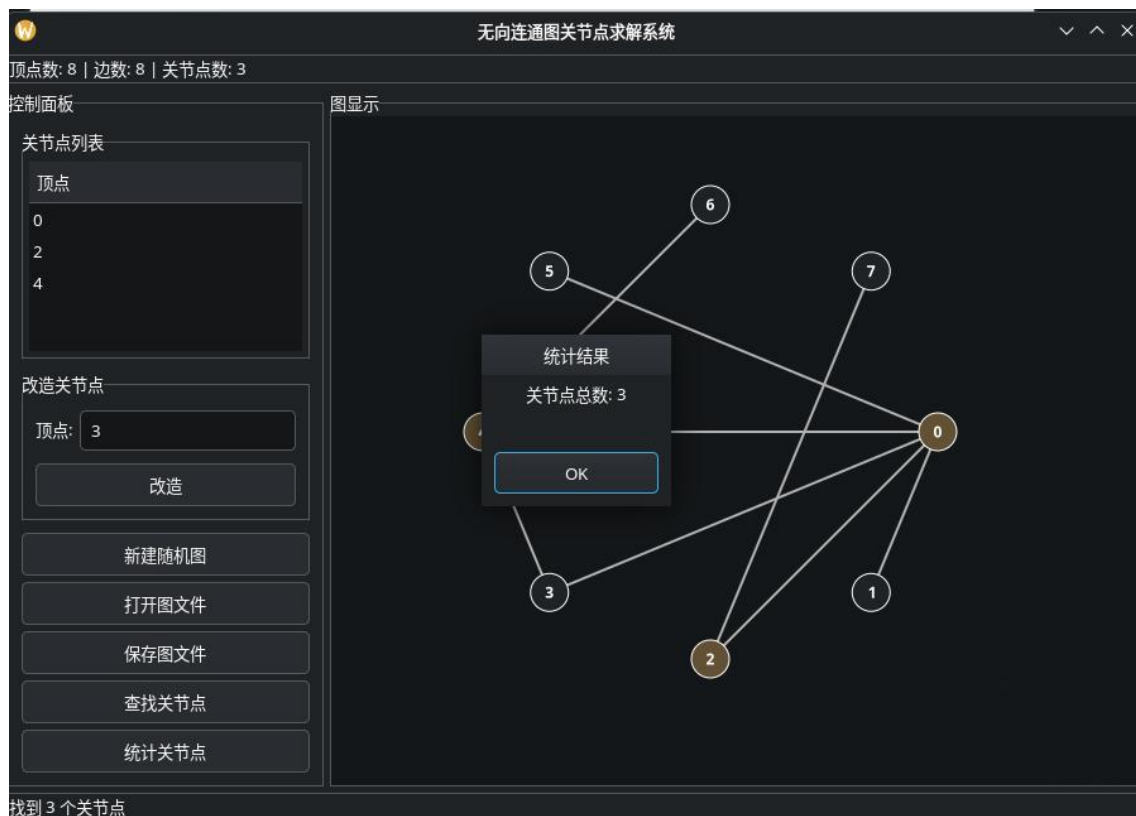 无向连通图关节点求解系统
顶点数: 8 | 边数: 8 | 关节点数: 3
控制面板
图显示
关节点列表
顶点
0
2
4
改造关节点
顶点: 3
改造
新建随机图
打开图文件
保存图文件
查找关节点
统计关节点
6
5
7
统计结果
关节点总数: 3
OK
0
3
1
2
找到 3 个关节点